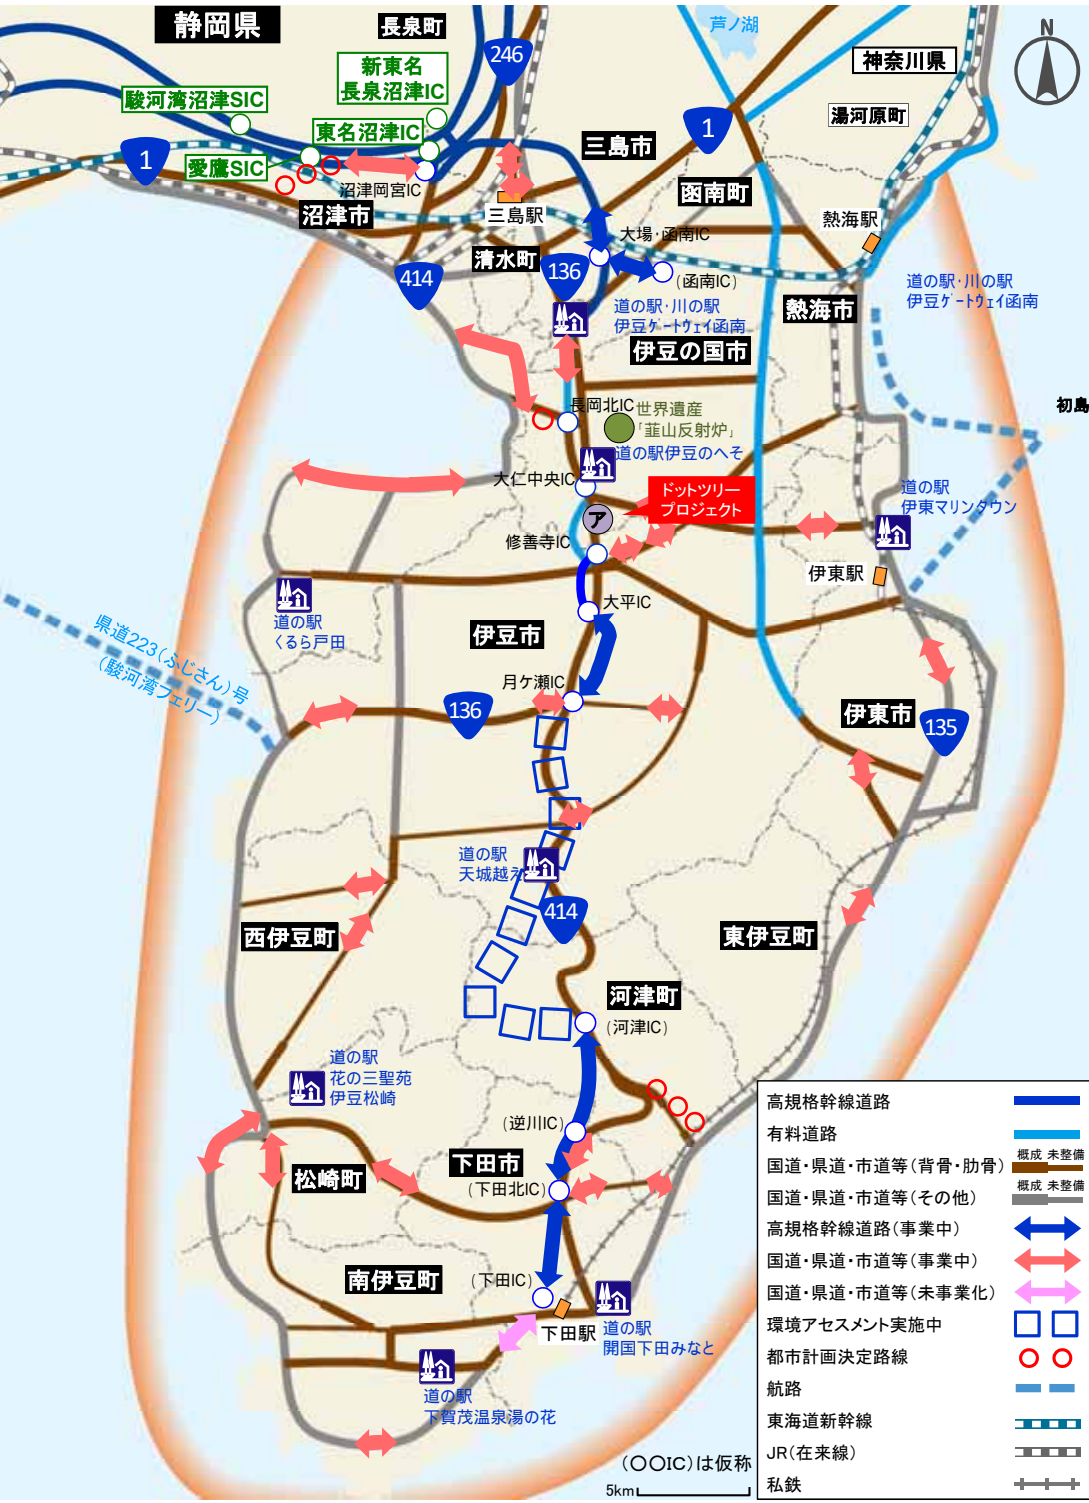 静岡県
長泉町
246
芦ノ湖
N
神奈川県
新東名
長泉沼津IC
駿河湾沼津SIC
湯河原町
東名沼津IC
1
三島市
1
愛鷹SIC
沼津岡宮IC
函南町
沼津市
三島駅
熱海駅
大場・函南IC
清水町
136
414
(函南IC)
道の駅・川の駅
伊豆ゲートウェイ函南
道の駅・川の駅
伊豆ゲートウェイ函南
熱海市
伊豆の国市
初島
長岡北IC
世界遺産
「韮山反射炉」
道の駅伊豆のへそ
大仁中央IC
ドットツリー
プロジェクト
道の駅
伊東マリンタウン
ア
修善寺IC
伊東駅
大平IC
道の駅
くるら戸田
伊豆市
県道223(ふじさん)号
(駿河湾フェリー)
月ケ瀬IC
136
伊東市
135
道の駅
天城越え
414
西伊豆町
東伊豆町
河津町
(河津IC)
道の駅
花の三聖苑
伊豆松崎
(逆川IC)
下田市
松崎町
(下田北IC)
南伊豆町
(下田IC)
下田駅
道の駅
開国下田みなと
道の駅
下賀茂温泉湯の花
(〇〇IC)は仮称
5km
高規格幹線道路
有料道路
国道・県道・市道等(背骨・肋骨) 概成 未整備
国道・県道・市道等(その他) 概成 未整備
高規格幹線道路(事業中)
国道・県道・市道等(事業中)
国道・県道・市道等(未事業化)
環境アセスメント実施中
都市計画決定路線
航路
東海道新幹線
JR(在来線)
私鉄